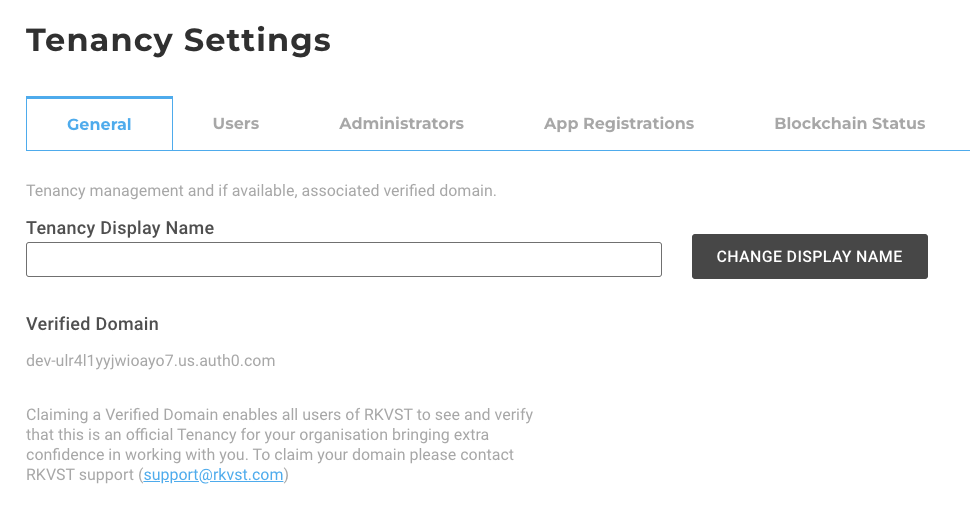 Tenancy Settings
General Users Administrators App Registrations Blockchain Status
Tenancy management and if available, associated verified domain.
Tenancy Display Name
CHANGE DISPLAY NAME
Verified Domain
dev-ulr4l1yyjwioayo7.us.auth0.com
Claiming a Verified Domain enables all users of RKVST to see and verify
that this is an official Tenancy for your organisation bringing extra
confidence in working with you. To claim your domain please contact
RKVST support (support@rkvst.com)